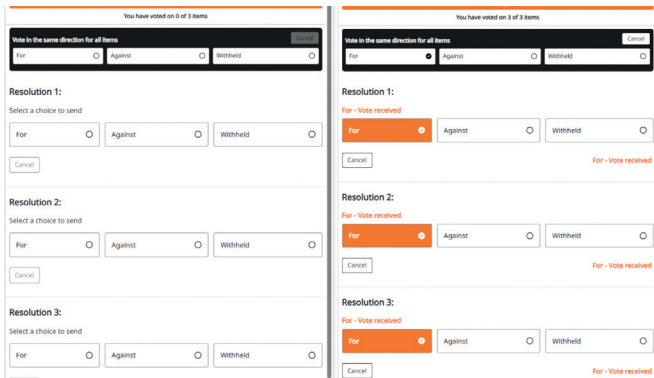 You have voted on 0 of 3 items
Vote in the same direction for all items
Cancel
For
Against
Withheld
Resolution 1:
Select a choice to send
For
Against
Withheld
Cancel
Resolution 2:
Select a choice to send
For
Against
Withheld
Cancel
Resolution 3:
Select a choice to send
For
Against
Withheld
You have voted on 3 of 3 items
Vote in the same direction for all items
Cancel
For
Against
Withheld
Resolution 1:
For - Vote received
For
Against
Withheld
Cancel
For - Vote received
Resolution 2:
For - Vote received
For
Against
Withheld
Cancel
For - Vote received
Resolution 3:
For - Vote received
For
Against
Withheld
Cancel
For - Vote received